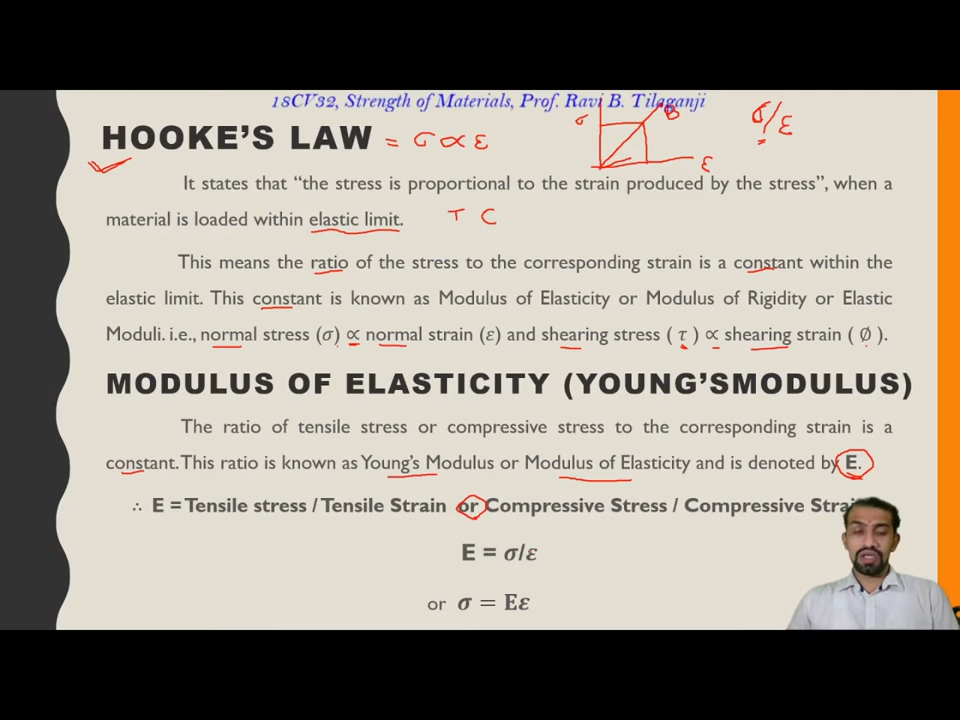 18CV32, Strength of Materials, Prof. Ravi B. Tilaganji
HOOKE'S LAW = σ ∝ ε
σ B ε
σ/ε
It states that “the stress is proportional to the strain produced by the stress”, when a
material is loaded within elastic limit. T C
This means the ratio of the stress to the corresponding strain is a constant within the
elastic limit. This constant is known as Modulus of Elasticity or Modulus of Rigidity or Elastic
Moduli. i.e., normal stress (σ) ∝ normal strain (ε) and shearing stress ( τ ) ∝ shearing strain ( ∅ ).
MODULUS OF ELASTICITY (YOUNG'SMODULUS)
The ratio of tensile stress or compressive stress to the corresponding strain is a
constant. This ratio is known as Young's Modulus or Modulus of Elasticity and is denoted by E.
∴ E = Tensile stress / Tensile Strain or Compressive Stress / Compressive
E = σ/ε
or σ = Eε